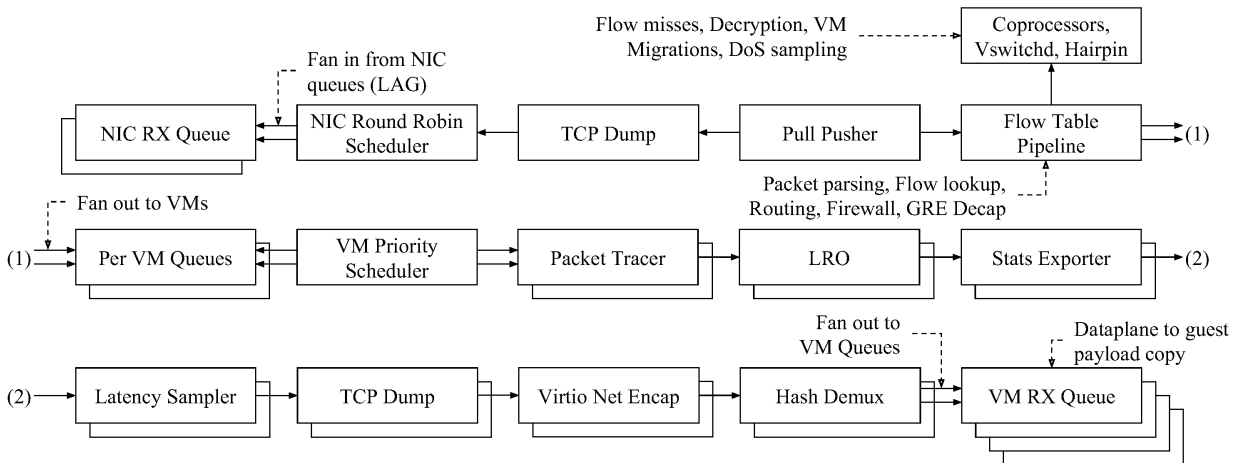 Flow misses, Decryption, VM
Migrations, DoS sampling
Coprocessors,
Vswitchd, Hairpin
Fan in from NIC
queues (LAG)
NIC RX Queue
NIC Round Robin
Scheduler
TCP Dump
Pull Pusher
Flow Table
Pipeline
(1)
Packet parsing, Flow lookup,
Routing, Firewall, GRE Decap
Fan out to VMs
(1)
Per VM Queues
VM Priority
Scheduler
Packet Tracer
LRO
Stats Exporter
(2)
Fan out to
VM Queues
Dataplane to guest
payload copy
(2)
Latency Sampler
TCP Dump
Virtio Net Encap
Hash Demux
VM RX Queue